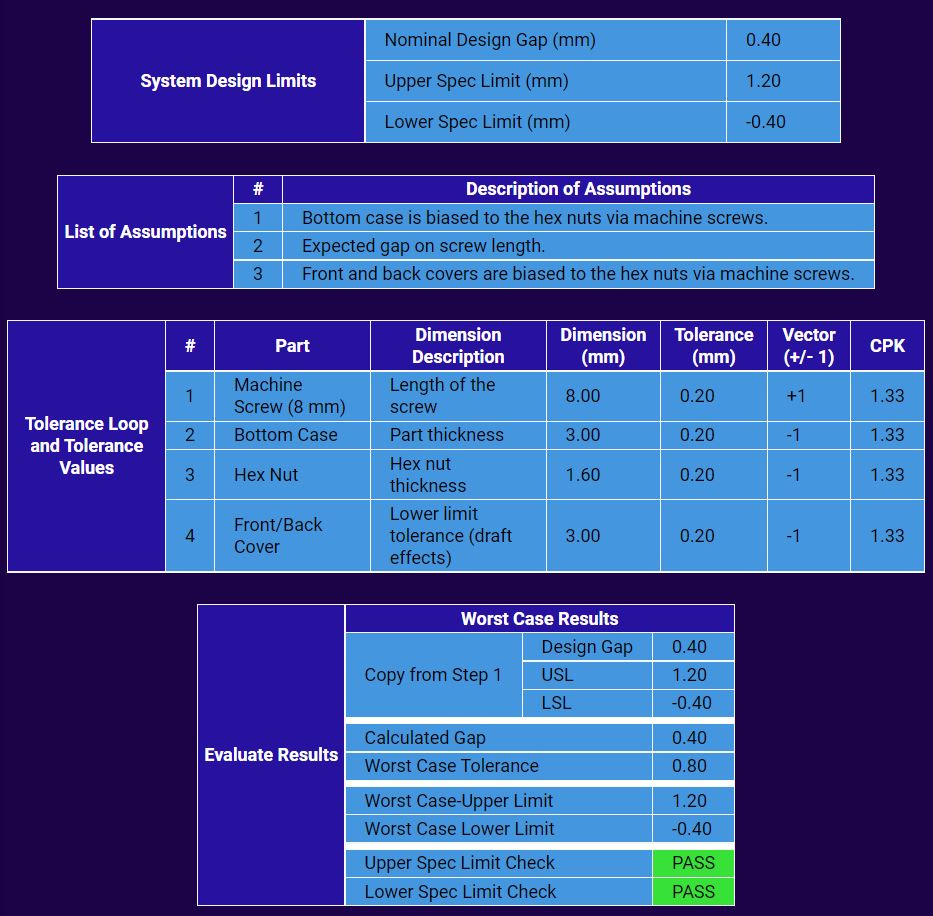 System Design Limits
Nominal Design Gap (mm) 0.40
Upper Spec Limit (mm) 1.20
Lower Spec Limit (mm) -0.40
List of Assumptions
# Description of Assumptions
1 Bottom case is biased to the hex nuts via machine screws.
2 Expected gap on screw length.
3 Front and back covers are biased to the hex nuts via machine screws.
Tolerance Loop
and Tolerance
Values
# Part Dimension
Description Dimension
(mm) Tolerance
(mm) Vector
(+/- 1) CPK
1 Machine
Screw (8 mm) Length of the
screw 8.00 0.20 +1 1.33
2 Bottom Case Part thickness 3.00 0.20 -1 1.33
3 Hex Nut Hex nut
thickness 1.60 0.20 -1 1.33
4 Front/Back
Cover Lower limit
tolerance (draft
effects) 3.00 0.20 -1 1.33
Evaluate Results
Worst Case Results
Copy from Step 1
Design Gap 0.40
USL 1.20
LSL -0.40
Calculated Gap 0.40
Worst Case Tolerance 0.80
Worst Case-Upper Limit 1.20
Worst Case Lower Limit -0.40
Upper Spec Limit Check PASS
Lower Spec Limit Check PASS